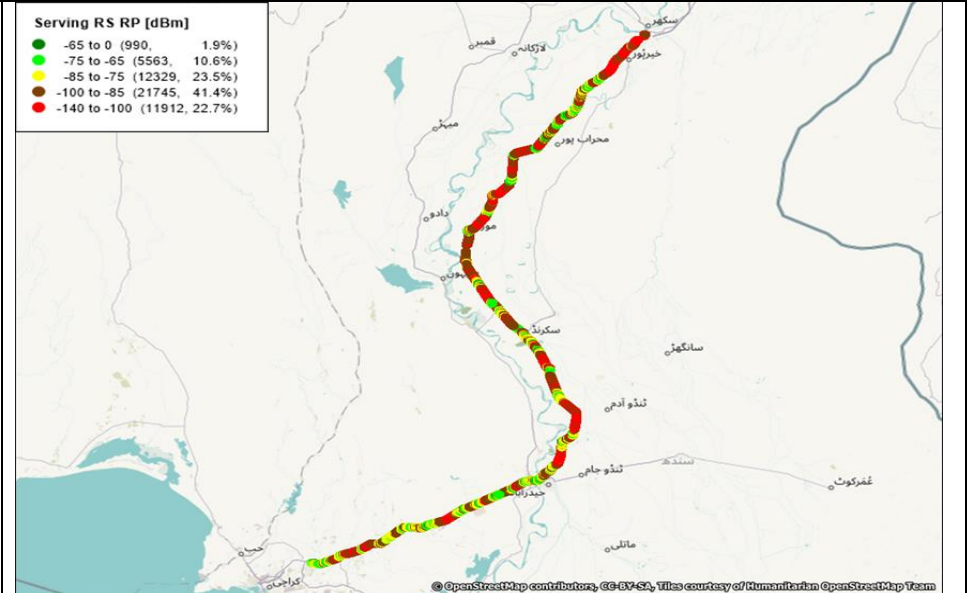 Serving RS RP [dBm]
-65 to 0 (990, 1.9%)
-75 to -65 (5563, 10.6%)
-85 to -75 (12329, 23.5%)
-100 to -85 (21745, 41.4%)
-140 to -100 (11912, 22.7%)
سکھر
قمبر
لاڑکانہ
خیرپور
میہڑ
محراب پور
دادو
سکرنڈ
سانگھڑ
ٹنڈو آدم
سندھ
ٹنڈو جام
عُمَرکوٹ
ماتلی
حب
کراچی
© OpenStreetMap contributors, CC-BY-SA, Tiles courtesy of Humanitarian OpenStreetMap Team